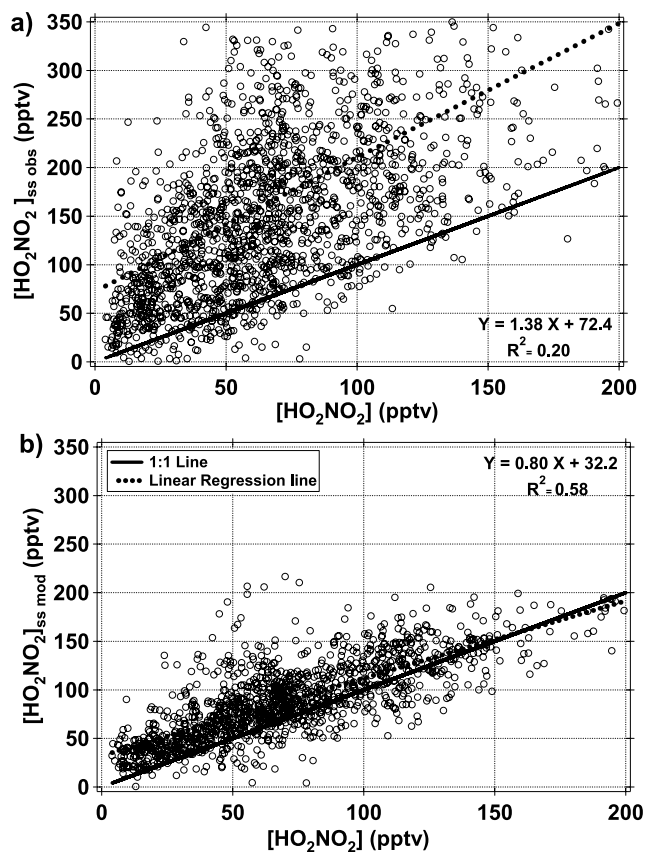 a)
350
300
250
200
150
100
50
0
[HO2NO2 ]ss obs (pptv)
Y = 1.38 X + 72.4
R2 = 0.20
0 50 100 150 200
[HO2NO2] (pptv)
b)
350
300
250
200
150
100
50
0
[HO2NO2]ss mod (pptv)
1:1 Line
Linear Regression line
Y = 0.80 X + 32.2
R2 = 0.58
0 50 100 150 200
[HO2NO2] (pptv)